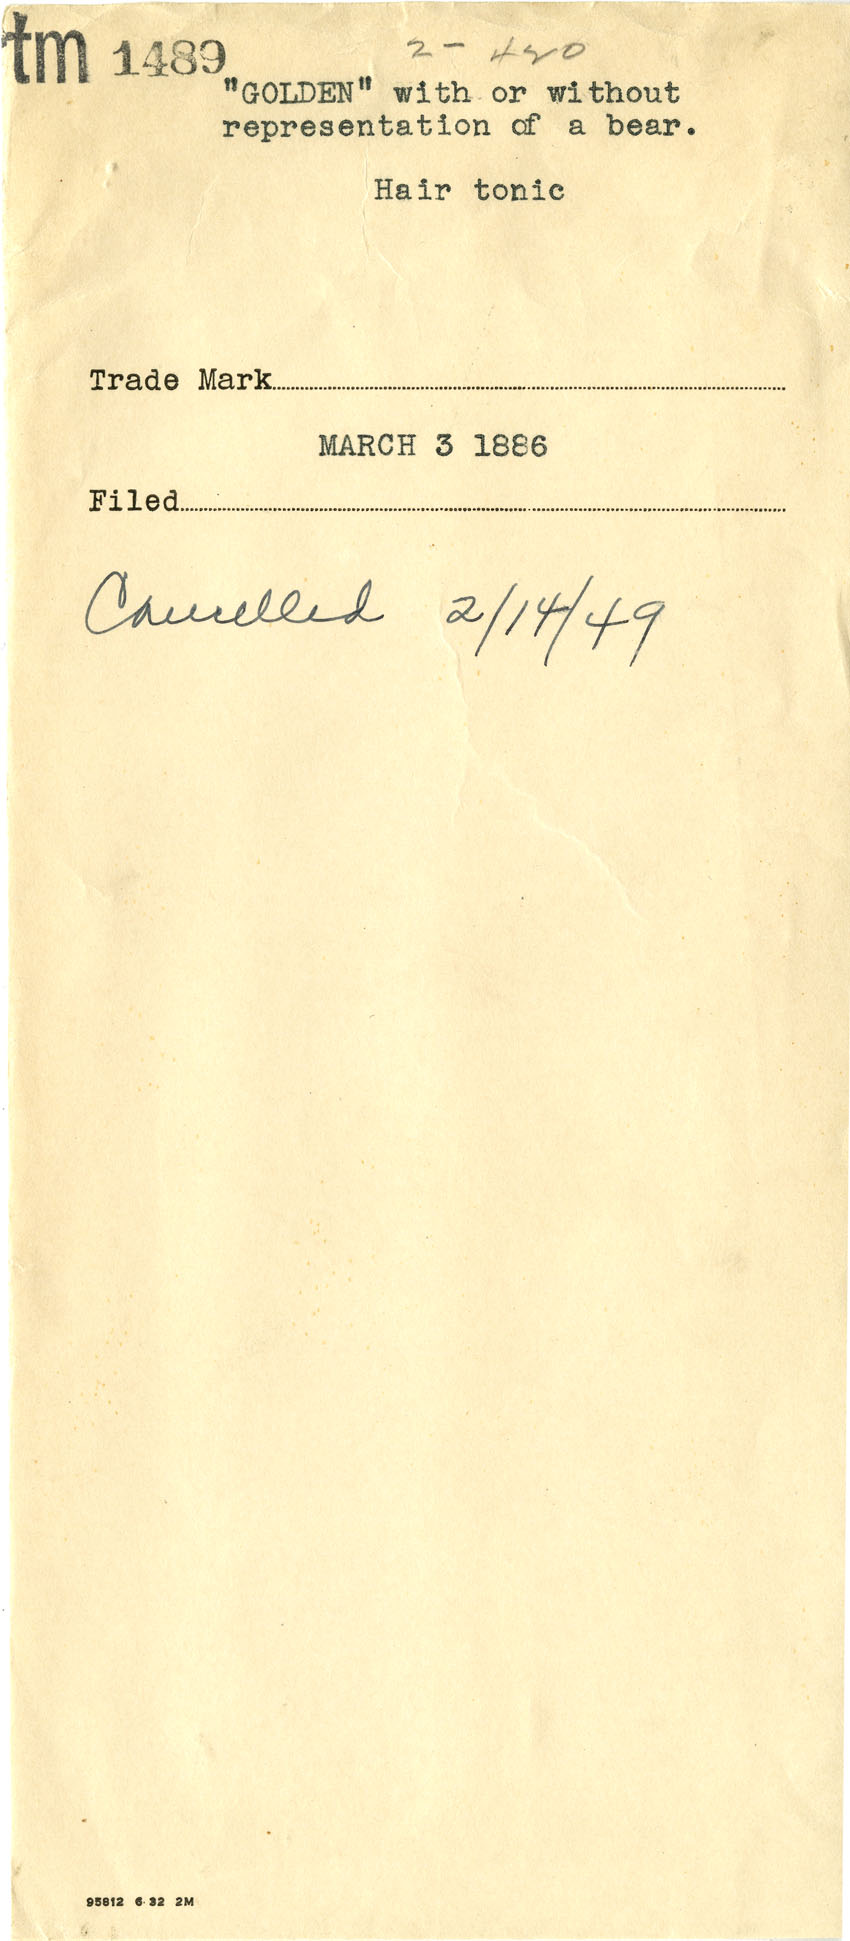 tm 1489
2-420
"GOLDEN" with or without
representation of a bear.
Hair tonic
Trade Mark
MARCH 3 1886
Filed
Cancelled 2/14/49
95812 6-32 2M